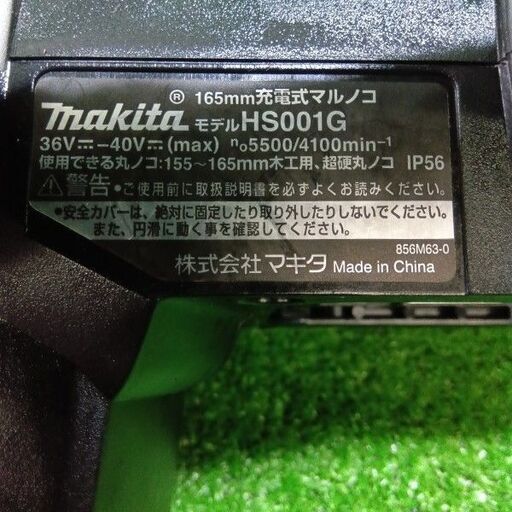 makita ® 165mm充電式マルノコ
モデルHS001G
36V⎓-40V⎓(max) n₀5500/4100min⁻¹
使用できる丸ノコ:155～165mm木工用、超硬丸ノコ IP56
⚠警告●ご使用前に取扱説明書を必ずよくお読みください。
●安全カバーは、絶対に固定したり取り外したりしないでください。
また、円滑に動く事を確認してください。
856M63-0
株式会社マキタ Made in China